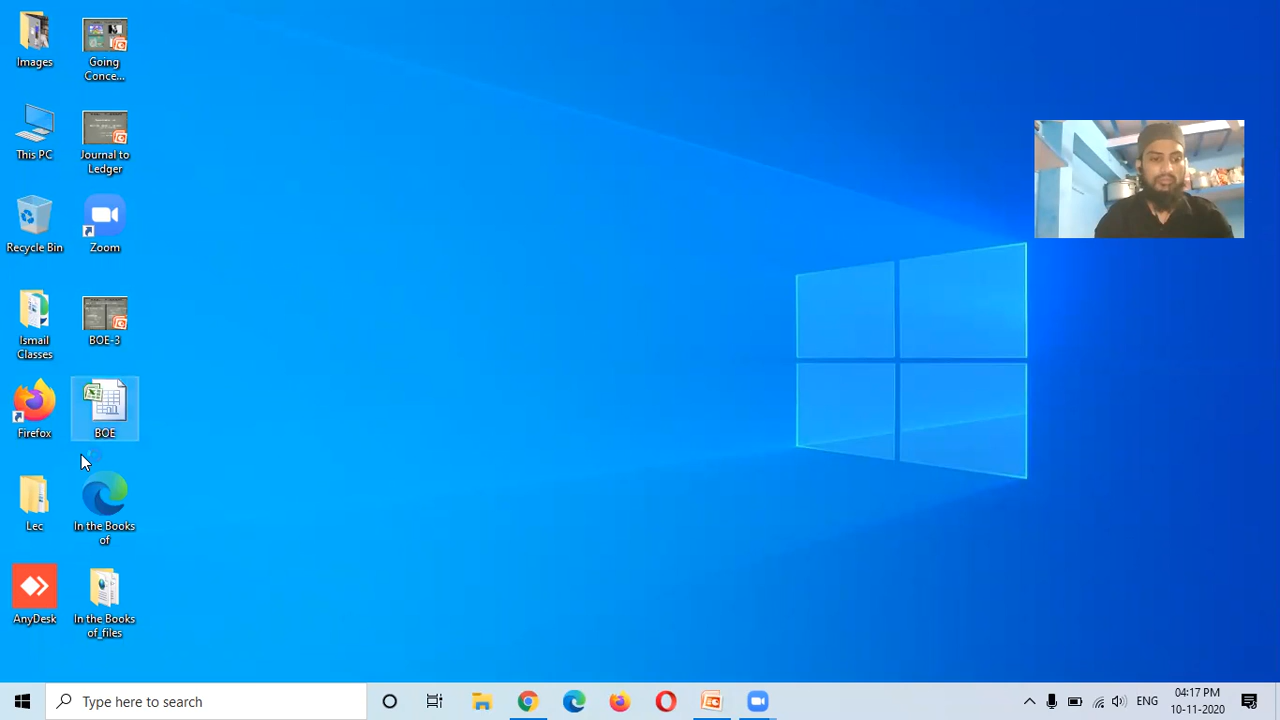 Images
Going
Conce...
This PC
Journal to
Ledger
Recycle Bin
Zoom
Ismail
Classes
BOE-3
Firefox
BOE
Lec
In the Books
of
AnyDesk
In the Books
of_files
Type here to search
ENG
04:17 PM
10-11-2020